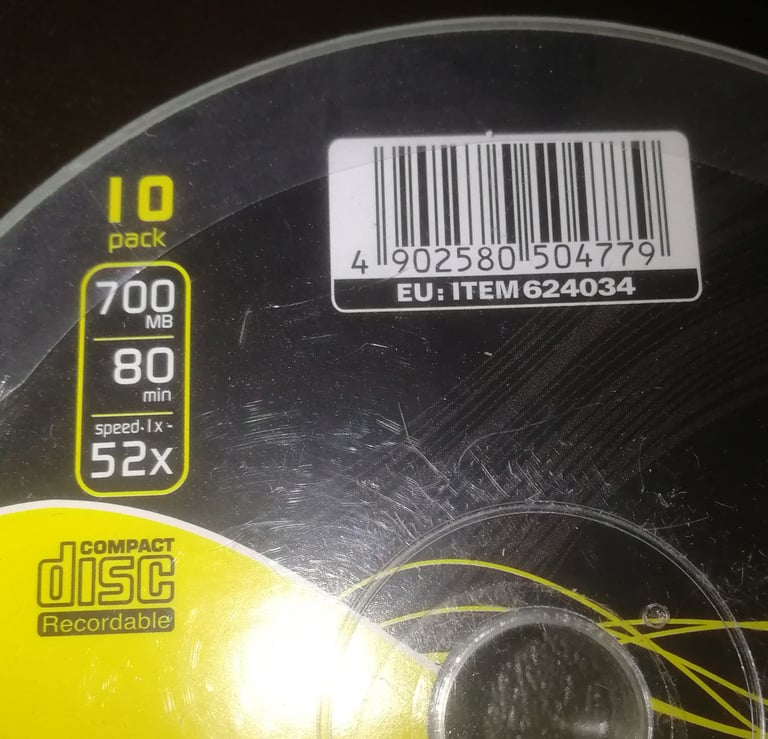 10
pack
700
MB
80
min
speed·1x-
52x
4 902580 504779
EU: ITEM 624034
COMPACT
disc
Recordable